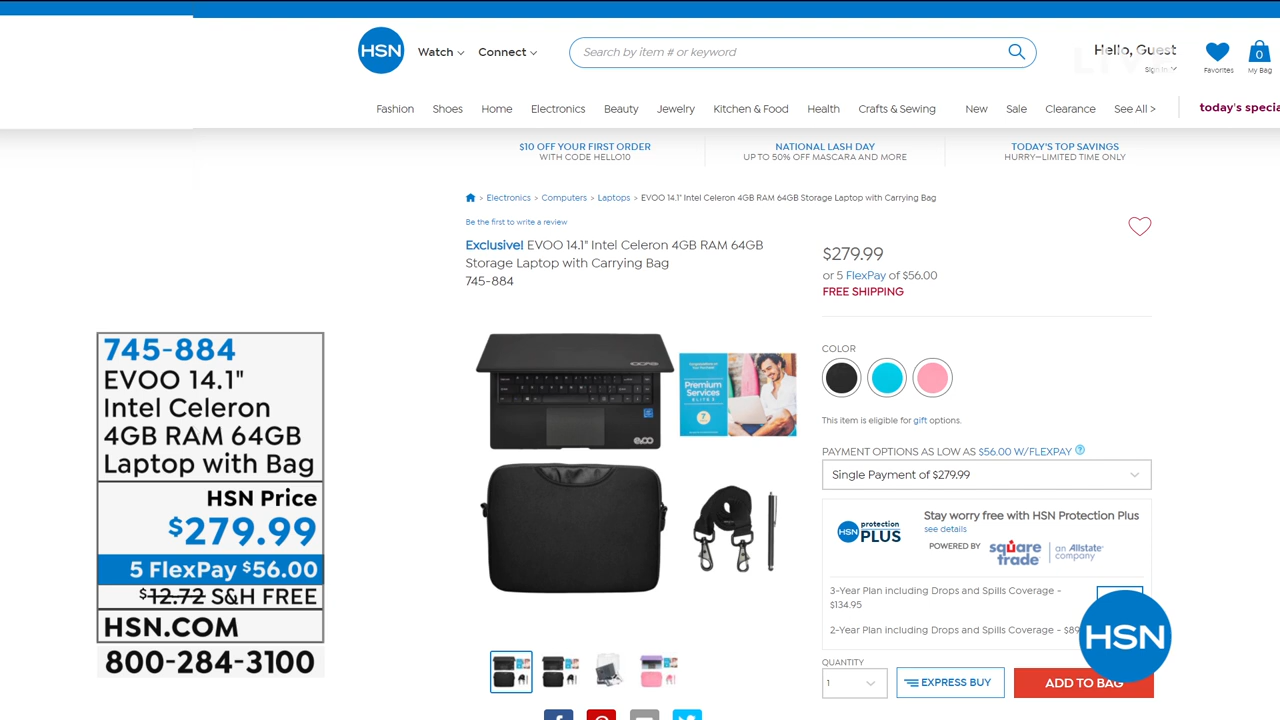 HSN
Watch
Connect
Search by item # or keyword
Hello, Guest
Sign In
Favorites
0
My Bag
Fashion
Shoes
Home
Electronics
Beauty
Jewelry
Kitchen & Food
Health
Crafts & Sewing
New
Sale
Clearance
See All >
today's specia
$10 OFF YOUR FIRST ORDER
WITH CODE HELLO10
NATIONAL LASH DAY
UP TO 50% OFF MASCARA AND MORE
TODAY'S TOP SAVINGS
HURRY—LIMITED TIME ONLY
> Electronics > Computers > Laptops > EVOO 14.1" Intel Celeron 4GB RAM 64GB Storage Laptop with Carrying Bag
Be the first to write a review
Exclusive! EVOO 14.1" Intel Celeron 4GB RAM 64GB
Storage Laptop with Carrying Bag
745-884
$279.99
or 5 FlexPay of $56.00
FREE SHIPPING
COLOR
This item is eligible for gift options.
PAYMENT OPTIONS AS LOW AS $56.00 W/FLEXPAY
Single Payment of $279.99
HSN protection PLUS
Stay worry free with HSN Protection Plus
see details
POWERED BY
square trade
an Allstate company
3-Year Plan including Drops and Spills Coverage -
$134.95
2-Year Plan including Drops and Spills Coverage - $89
QUANTITY
1
EXPRESS BUY
ADD TO BAG
HSN
Premium
Services
ELITE 3
7
evoo
745-884
EVOO 14.1"
Intel Celeron
4GB RAM 64GB
Laptop with Bag
HSN Price
$279.99
5 FlexPay $56.00
$12.72 S&H FREE
HSN.COM
800-284-3100